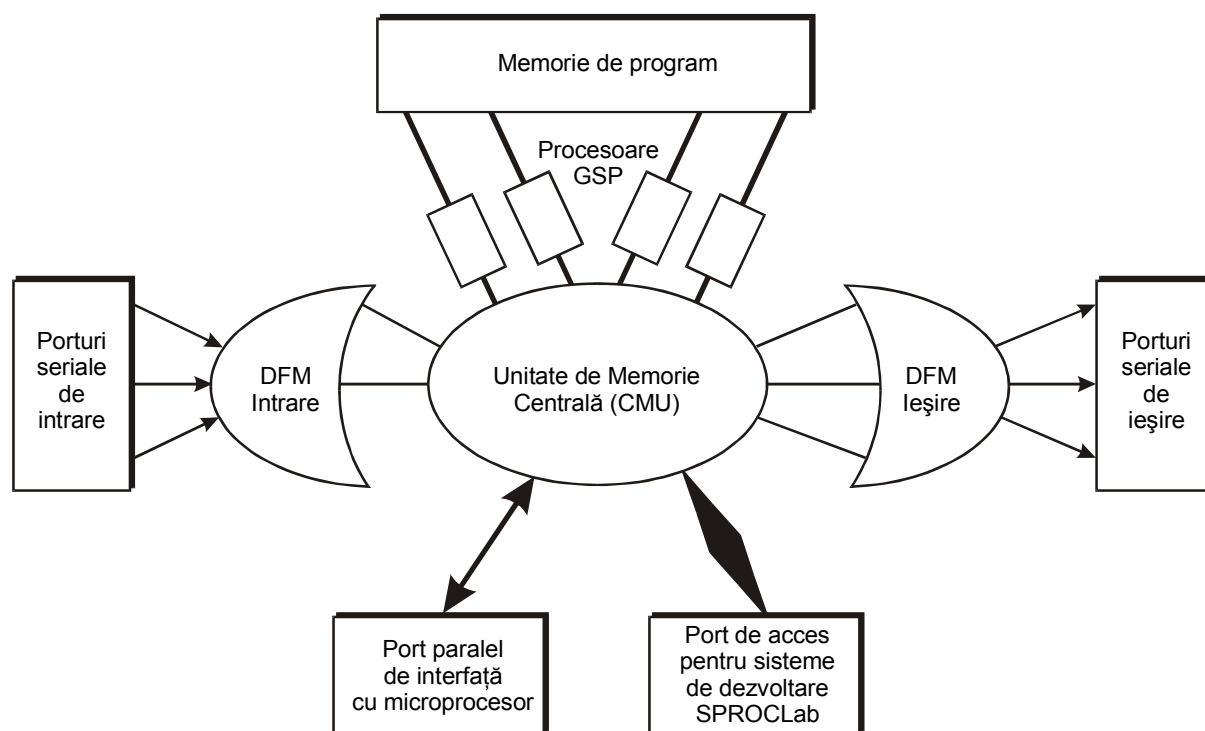 Memorie de program
Procesoare
GSP
Porturi
seriale
de
intrare
DFM
Intrare
Unitate de Memorie
Centrală (CMU)
DFM
Ieşire
Porturi
seriale
de
ieşire
Port paralel
de interfaţă
cu microprocesor
Port de acces
pentru sisteme
de dezvoltare
SPROCLab